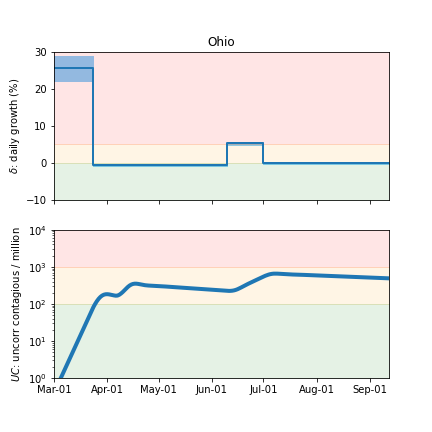 Ohio
δ: daily growth (%)
30
20
10
0
−10
UC: uncorr contagious / million
10⁴
10³
10²
10¹
10⁰
Mar-01 Apr-01 May-01 Jun-01 Jul-01 Aug-01 Sep-01